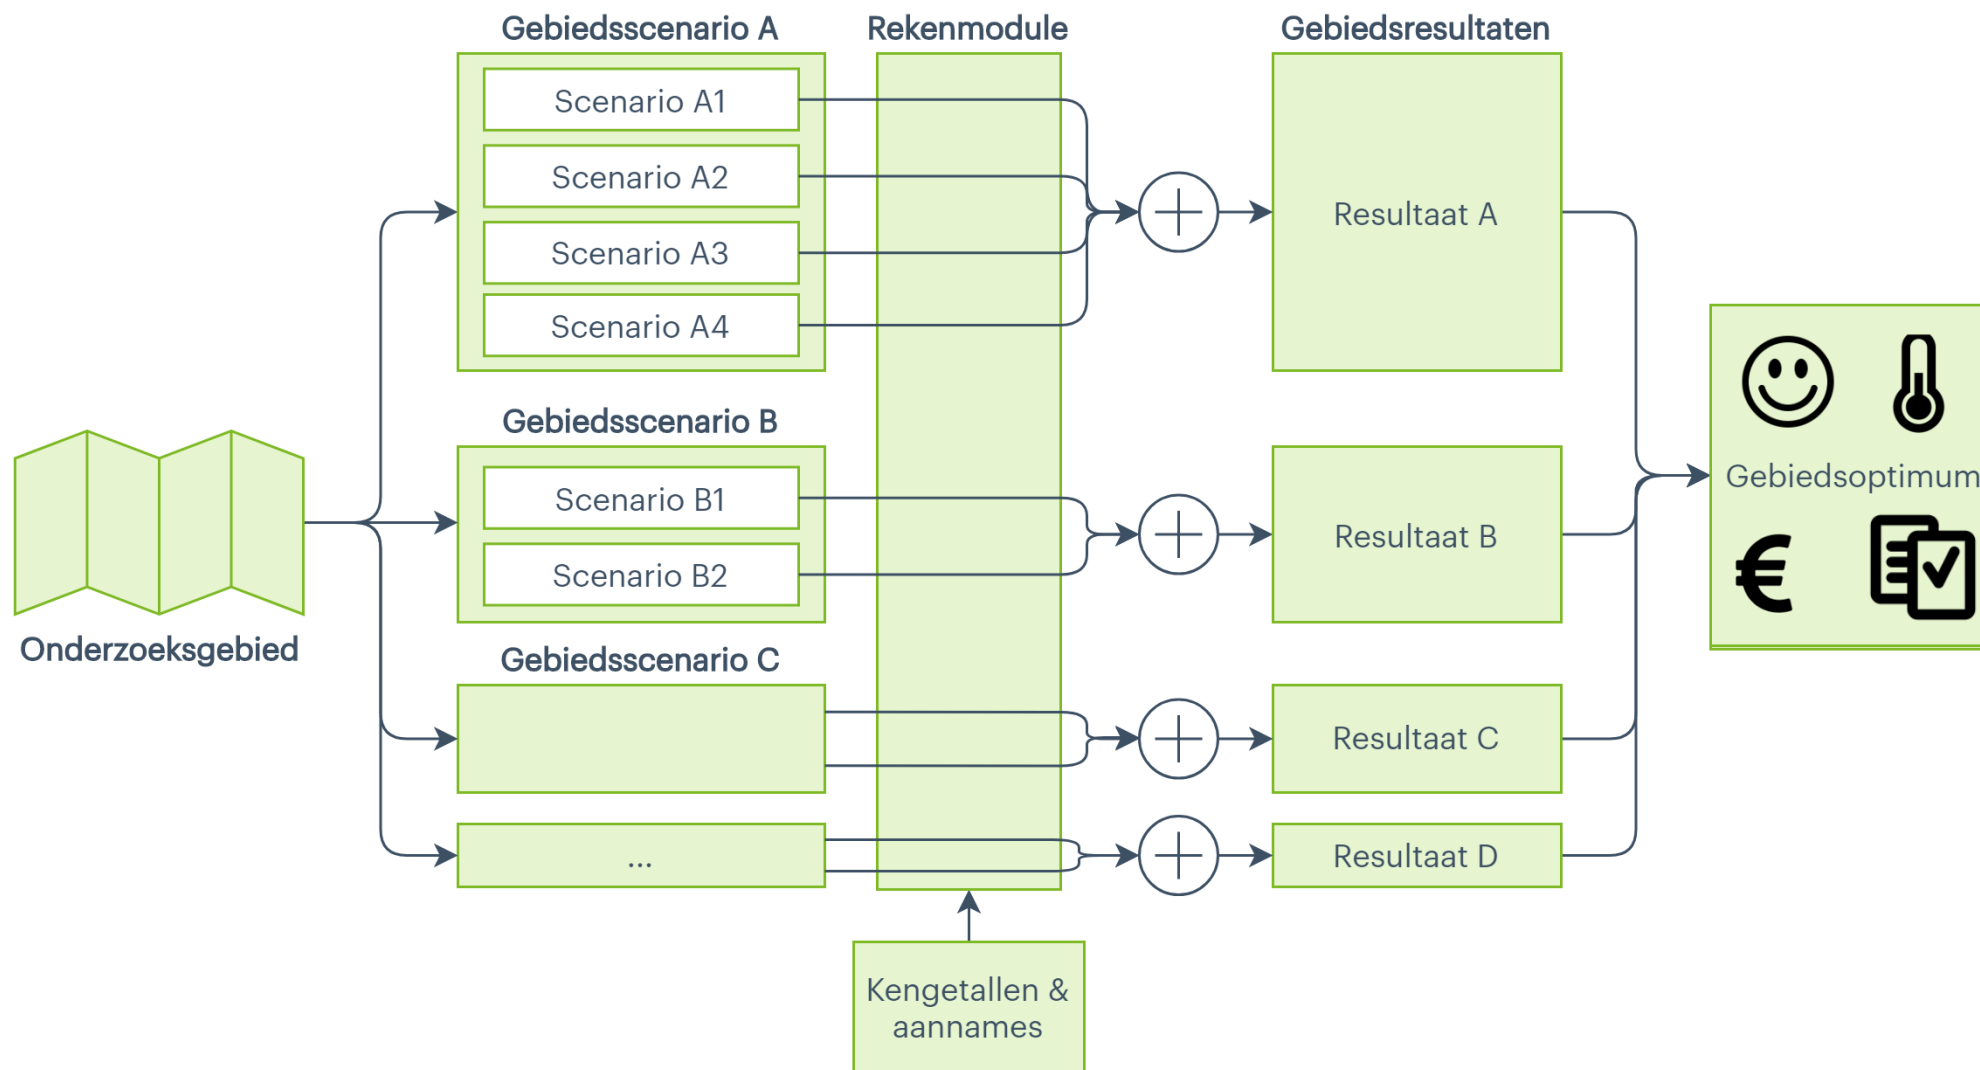 Gebiedsscenario A
Rekenmodule
Gebiedsresultaten
Scenario A1
Scenario A2
Scenario A3
Scenario A4
Resultaat A
Gebiedsscenario B
Scenario B1
Scenario B2
Resultaat B
Gebiedsoptimum
Onderzoeksgebied
Gebiedsscenario C
Resultaat C
...
Resultaat D
Kengetallen &
aannames